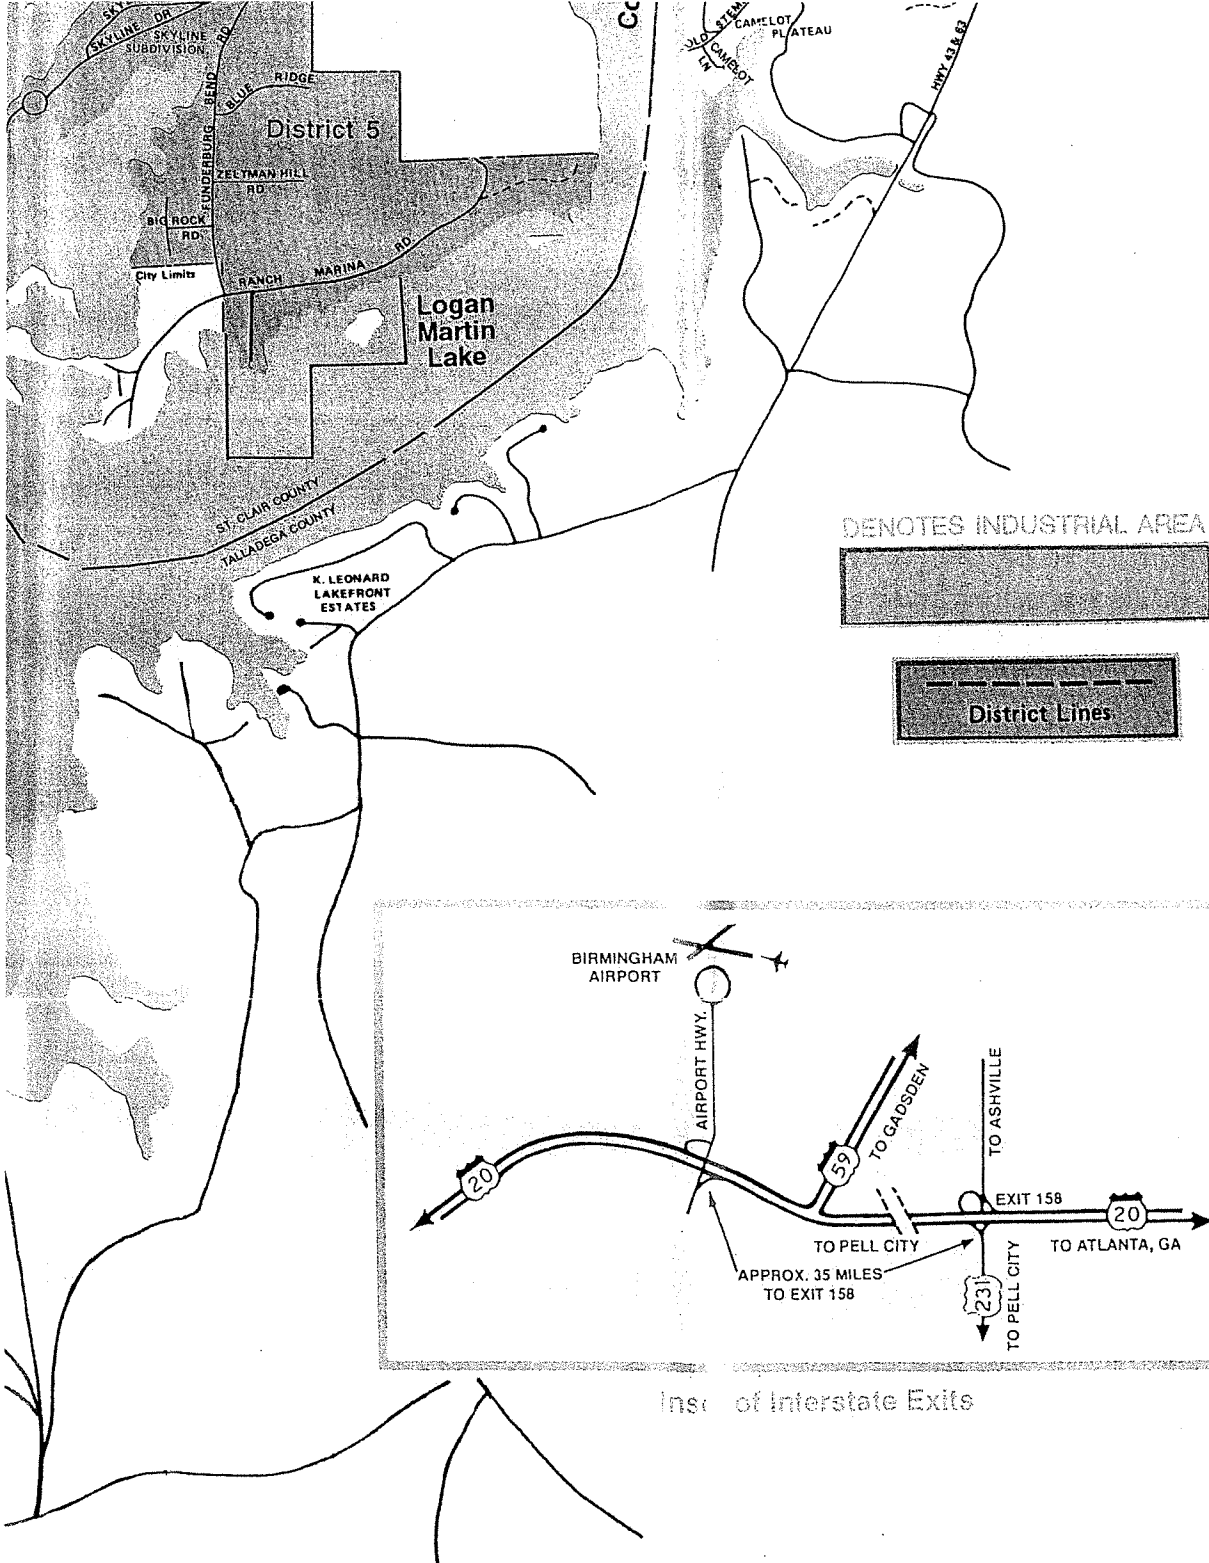 SKYLINE DR
SKYLINE
SUBDIVISION
RD
FUNDERBURG BEND
BLUE RIDGE
District 5
ZELTMAN HILL
RD
BIG ROCK
RD
City Limits
RANCH MARINA RD
Logan
Martin
Lake
CAMELOT
PLATEAU
OLD
CAMELOT
LN
HWY 43 & 63
ST. CLAIR COUNTY
TALLADEGA COUNTY
K. LEONARD
LAKEFRONT
ESTATES
DENOTES INDUSTRIAL AREA
District Lines
BIRMINGHAM
AIRPORT
AIRPORT HWY.
TO GADSDEN
TO ASHVILLE
20
59
EXIT 158
20
TO PELL CITY
TO ATLANTA, GA
APPROX. 35 MILES
TO EXIT 158
231
TO PELL CITY
of Interstate Exits